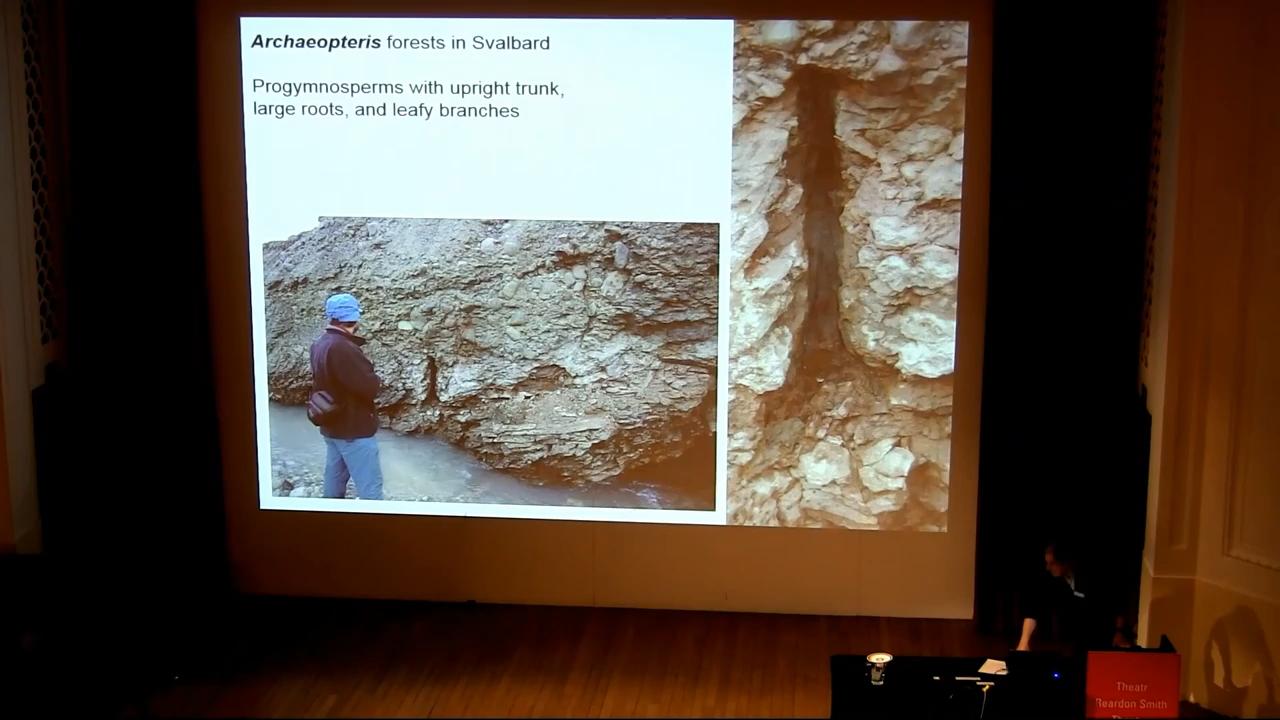 Archaeopteris forests in Svalbard
Progymnosperms with upright trunk,
large roots, and leafy branches
Theatr
Reardon Smith